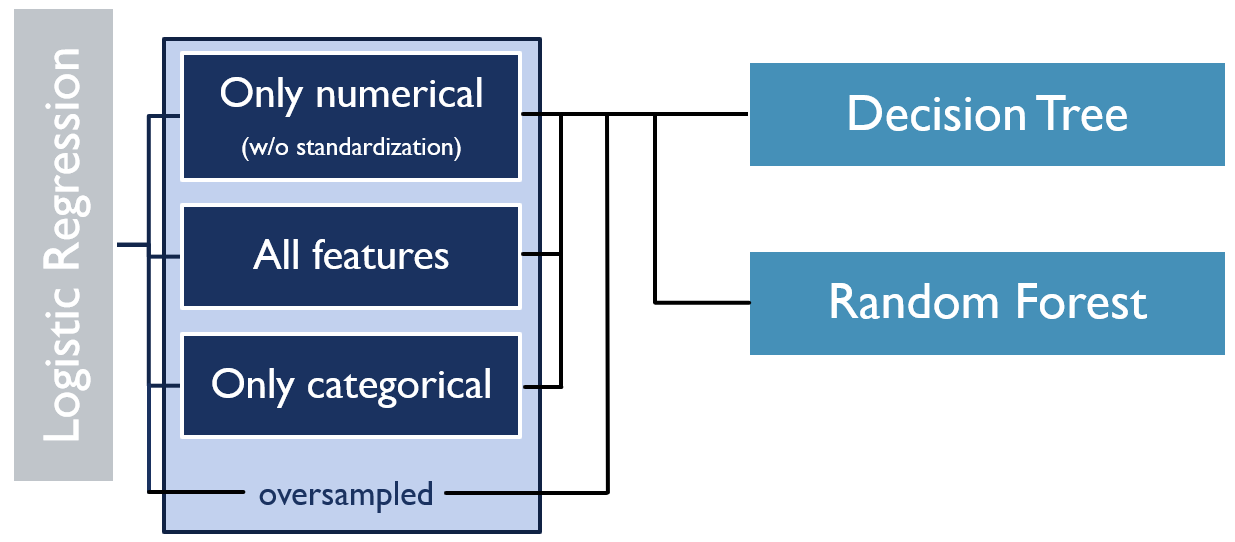 Logistic Regression
Only numerical
(w/o standardization)
All features
Only categorical
oversampled
Decision Tree
Random Forest